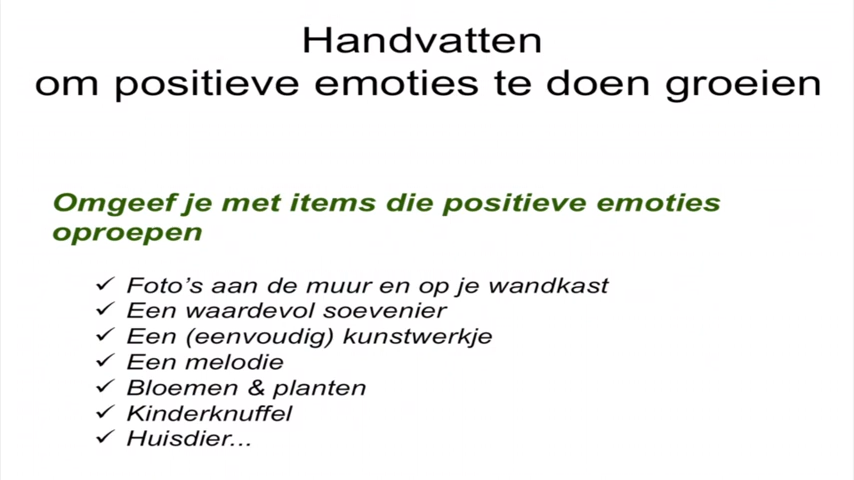 Handvatten
om positieve emoties te doen groeien
Omgeef je met items die positieve emoties
oproepen
✓ Foto's aan de muur en op je wandkast
✓ Een waardevol soevenier
✓ Een (eenvoudig) kunstwerkje
✓ Een melodie
✓ Bloemen & planten
✓ Kinderknuffel
✓ Huisdier...